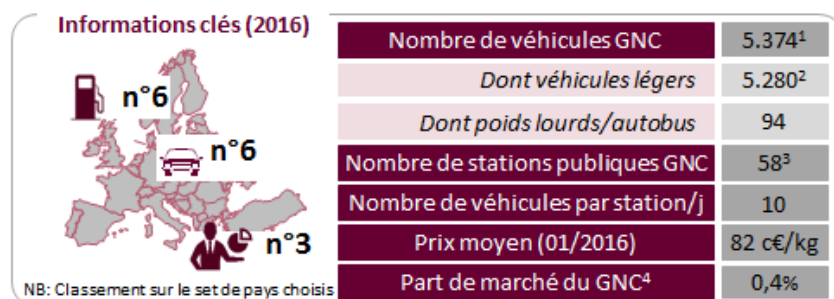 Informations clés (2016)
n°6
n°6
n°3
NB: Classement sur le set de pays choisis
Nombre de véhicules GNC 5.374¹
Dont véhicules légers 5.280²
Dont poids lourds/autobus 94
Nombre de stations publiques GNC 58³
Nombre de véhicules par station/j 10
Prix moyen (01/2016) 82 c€/kg
Part de marché du GNC⁴ 0,4%